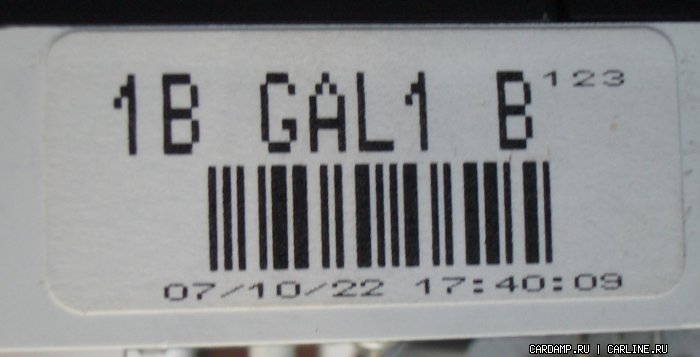 1B GAL1 B 123
07/10/22 17:40:09
CARDAMP.RU | CARLINE.RU